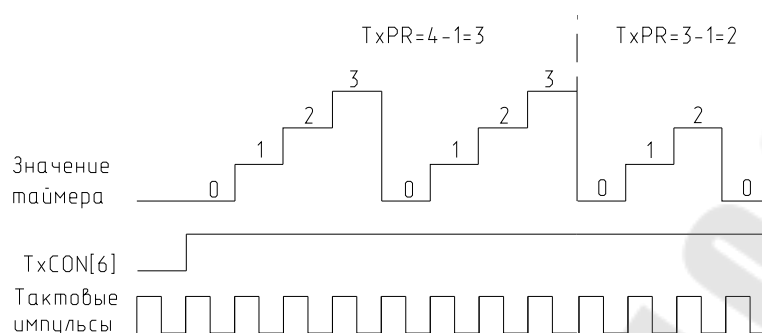 TxPR=4-1=3
TxPR=3-1=2
3
3
2
2
2
1
1
1
0
0
0
0
Значение
таймера
TxCON[6]
Тактовые
импульсы